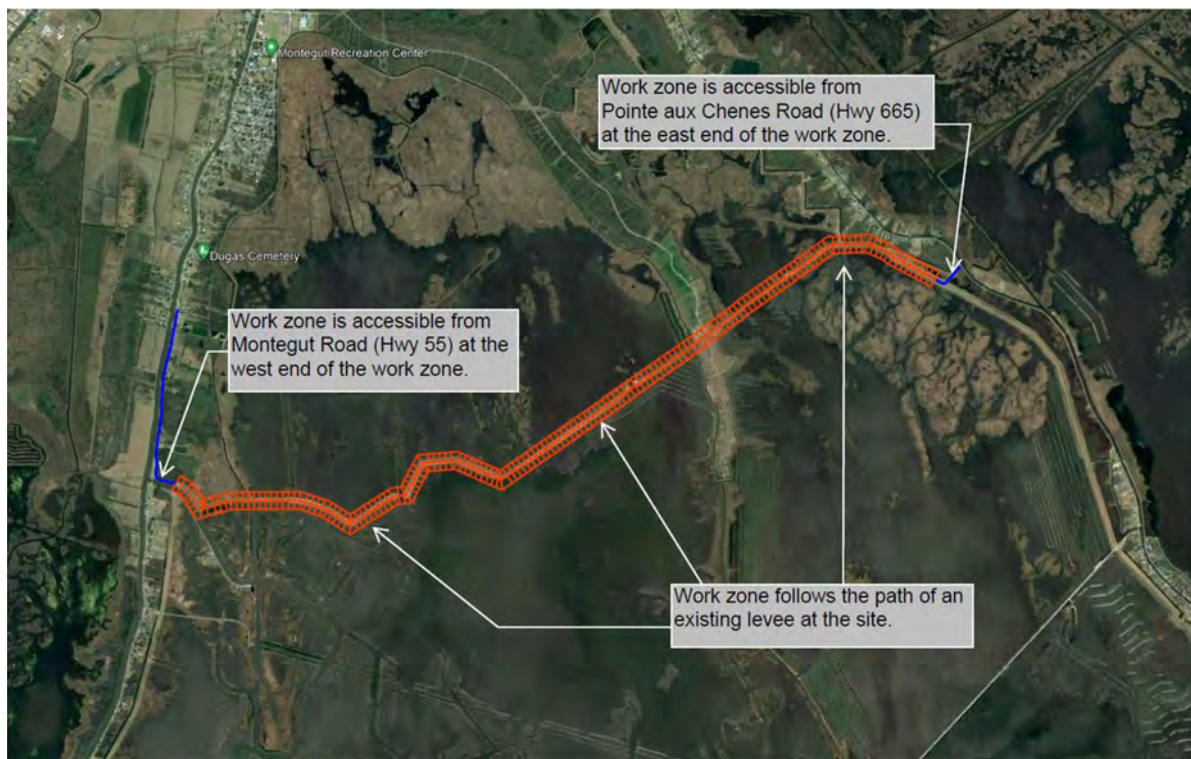 Montegut Recreation Center
Work zone is accessible from
Pointe aux Chenes Road (Hwy 665)
at the east end of the work zone.
Dugas Cemetery
Work zone is accessible from
Montegut Road (Hwy 55) at the
west end of the work zone.
Work zone follows the path of an
existing levee at the site.